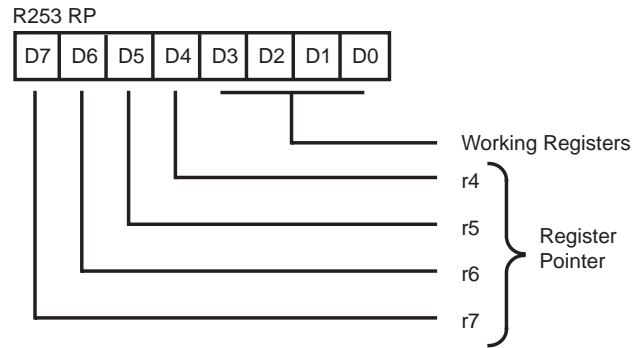 R253 RP
D7 D6 D5 D4 D3 D2 D1 D0
Working Registers
r4
r5
r6
r7
Register
Pointer